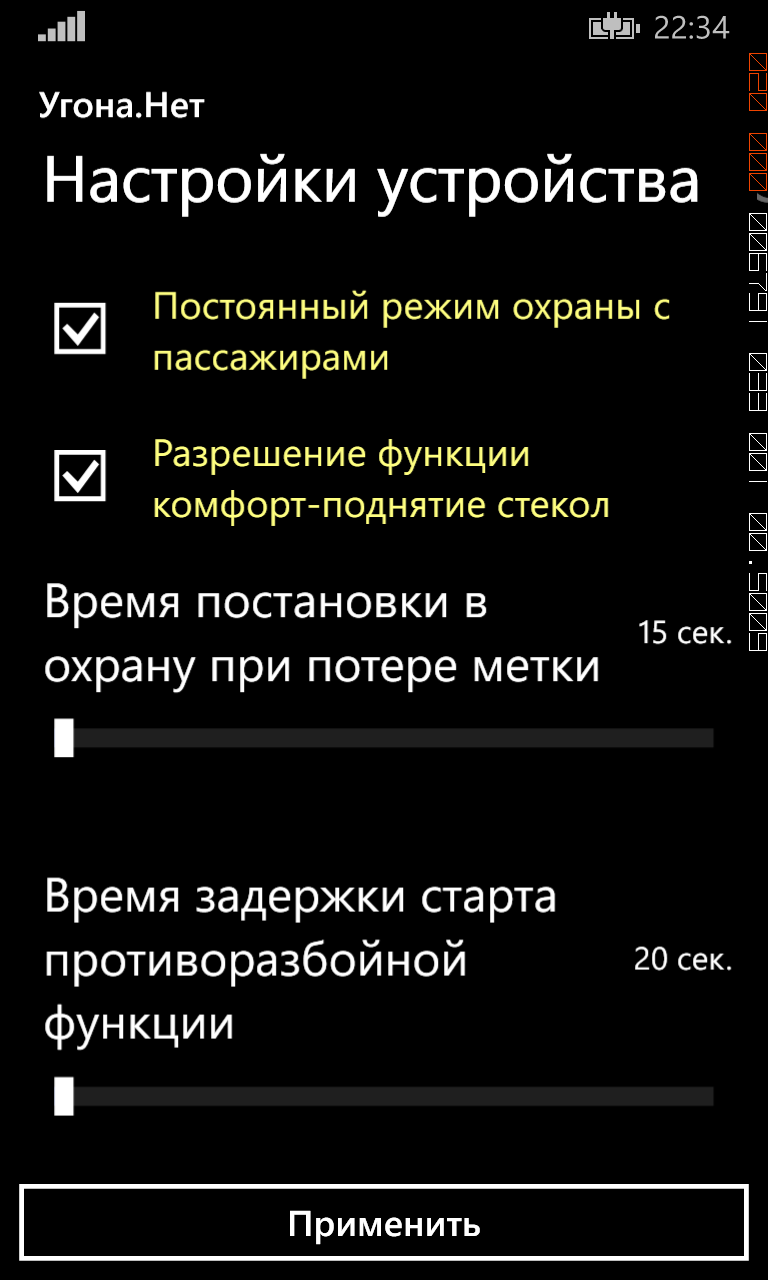 22:34
Угона.Нет
Настройки устройства
Постоянный режим охраны с
пассажирами
Разрешение функции
комфорт-поднятие стекол
Время постановки в
охрану при потере метки
15 сек.
Время задержки старта
противоразбойной
функции
20 сек.
Применить